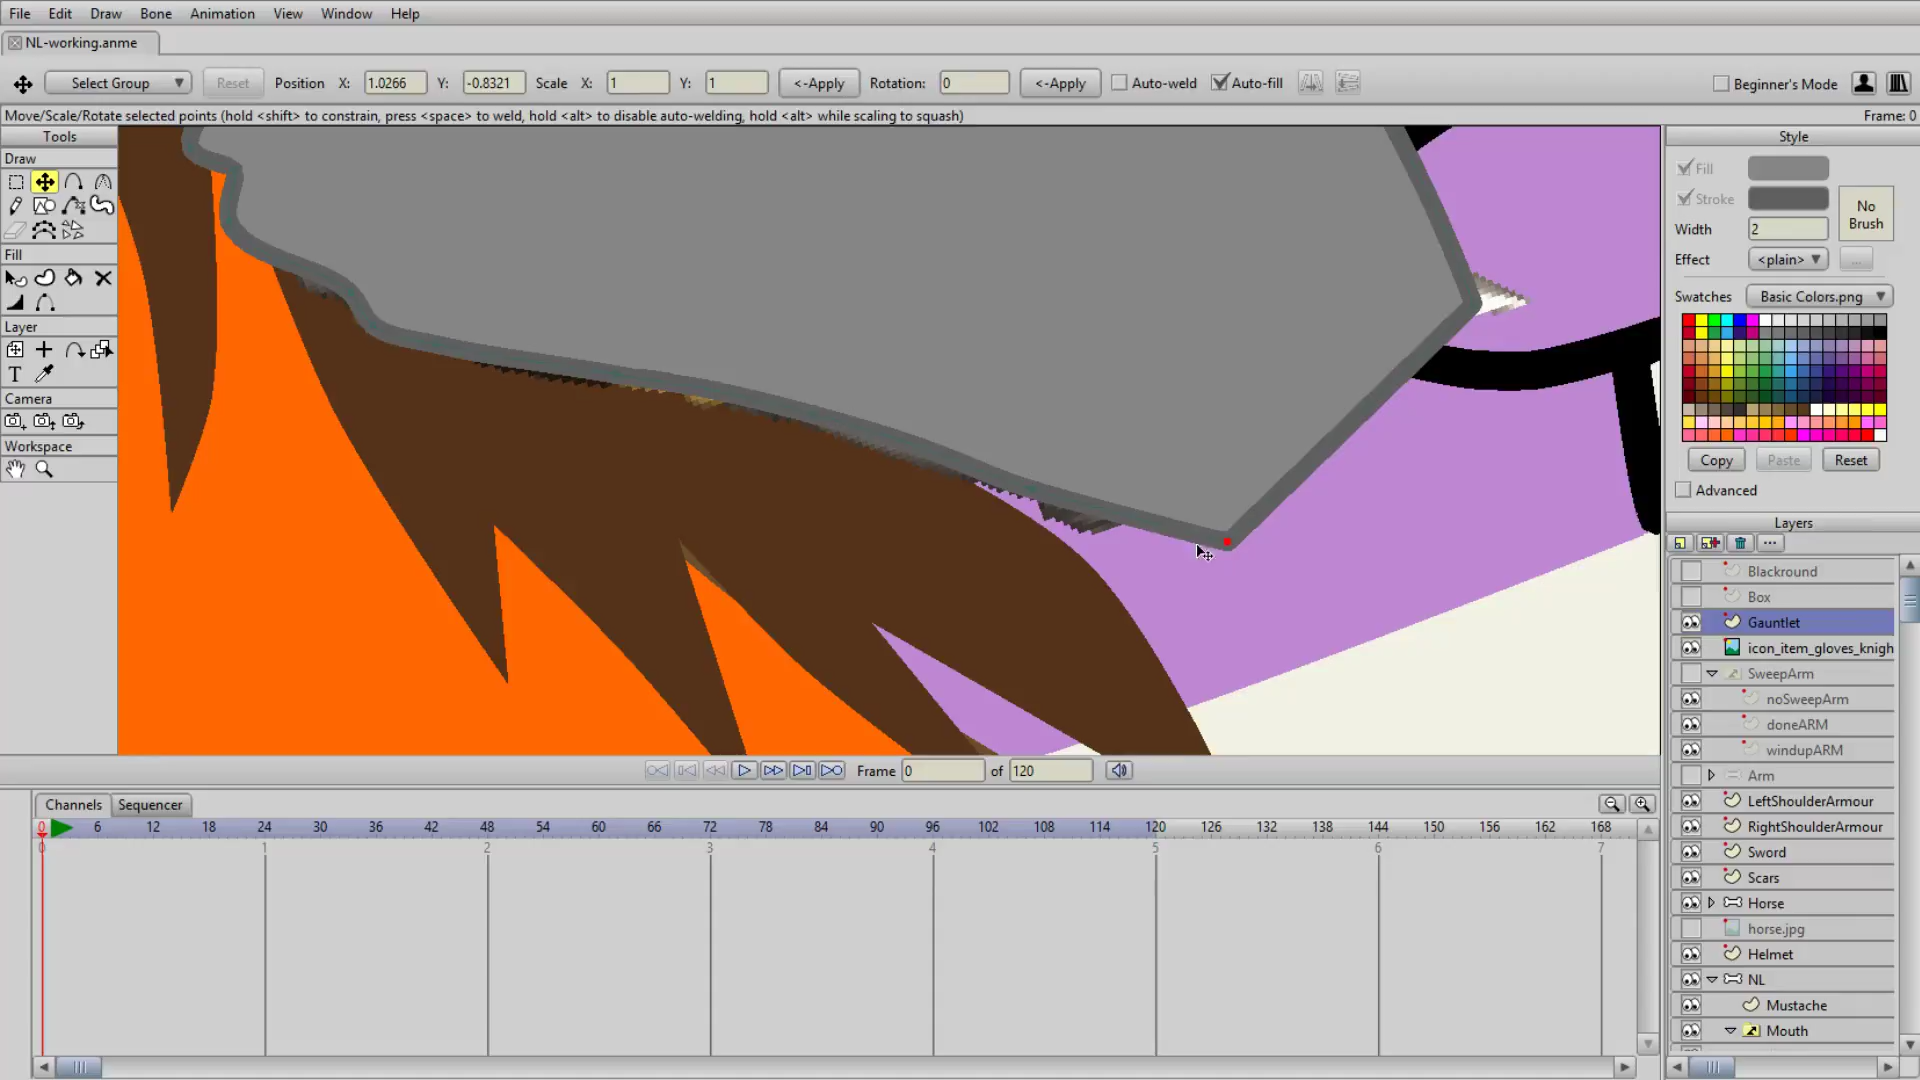 File Edit Draw Bone Animation View Window Help
NL-working.anme
Select Group Reset Position X: 1.0266 Y: -0.8321 Scale X: 1 Y: 1 <-Apply Rotation: 0 <-Apply Auto-weld Auto-fill Beginner's Mode
Move/Scale/Rotate selected points (hold <shift> to constrain, press <space> to weld, hold <alt> to disable auto-welding, hold <alt> while scaling to squash) Frame: 0
Tools
Draw
Fill
Layer
T
Camera
Workspace
Style
Fill
Stroke
No Brush
Width 2
Effect <plain> ...
Swatches Basic Colors.png
Copy Paste Reset
Advanced
Layers
Blackround
Box
Gauntlet
icon_item_gloves_knigh
SweepArm
noSweepArm
doneARM
windupARM
Arm
LeftShoulderArmour
RightShoulderArmour
Sword
Scars
Horse
horse.jpg
Helmet
NL
Mustache
Mouth
Frame 0 of 120
Channels Sequencer
0 6 12 18 24 30 36 42 48 54 60 66 72 78 84 90 96 102 108 114 120 126 132 138 144 150 156 162 168
0 1 2 3 4 5 6 7